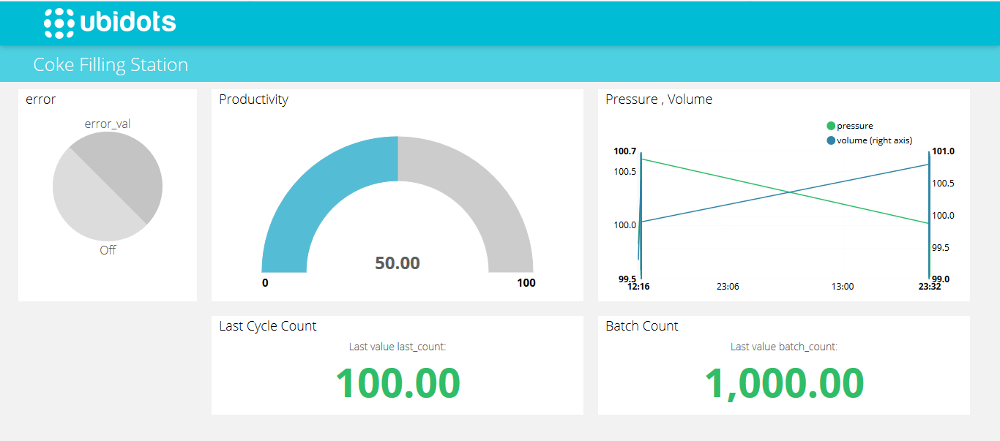 ubidots
Coke Filling Station
error
error_val
Off
Productivity
50.00
0
100
Pressure , Volume
pressure
volume (right axis)
100.7
100.5
100.0
99.5
101.0
100.5
100.0
99.5
99.0
12:16
23:06
13:00
23:32
Last Cycle Count
Last value last_count:
100.00
Batch Count
Last value batch_count:
1,000.00